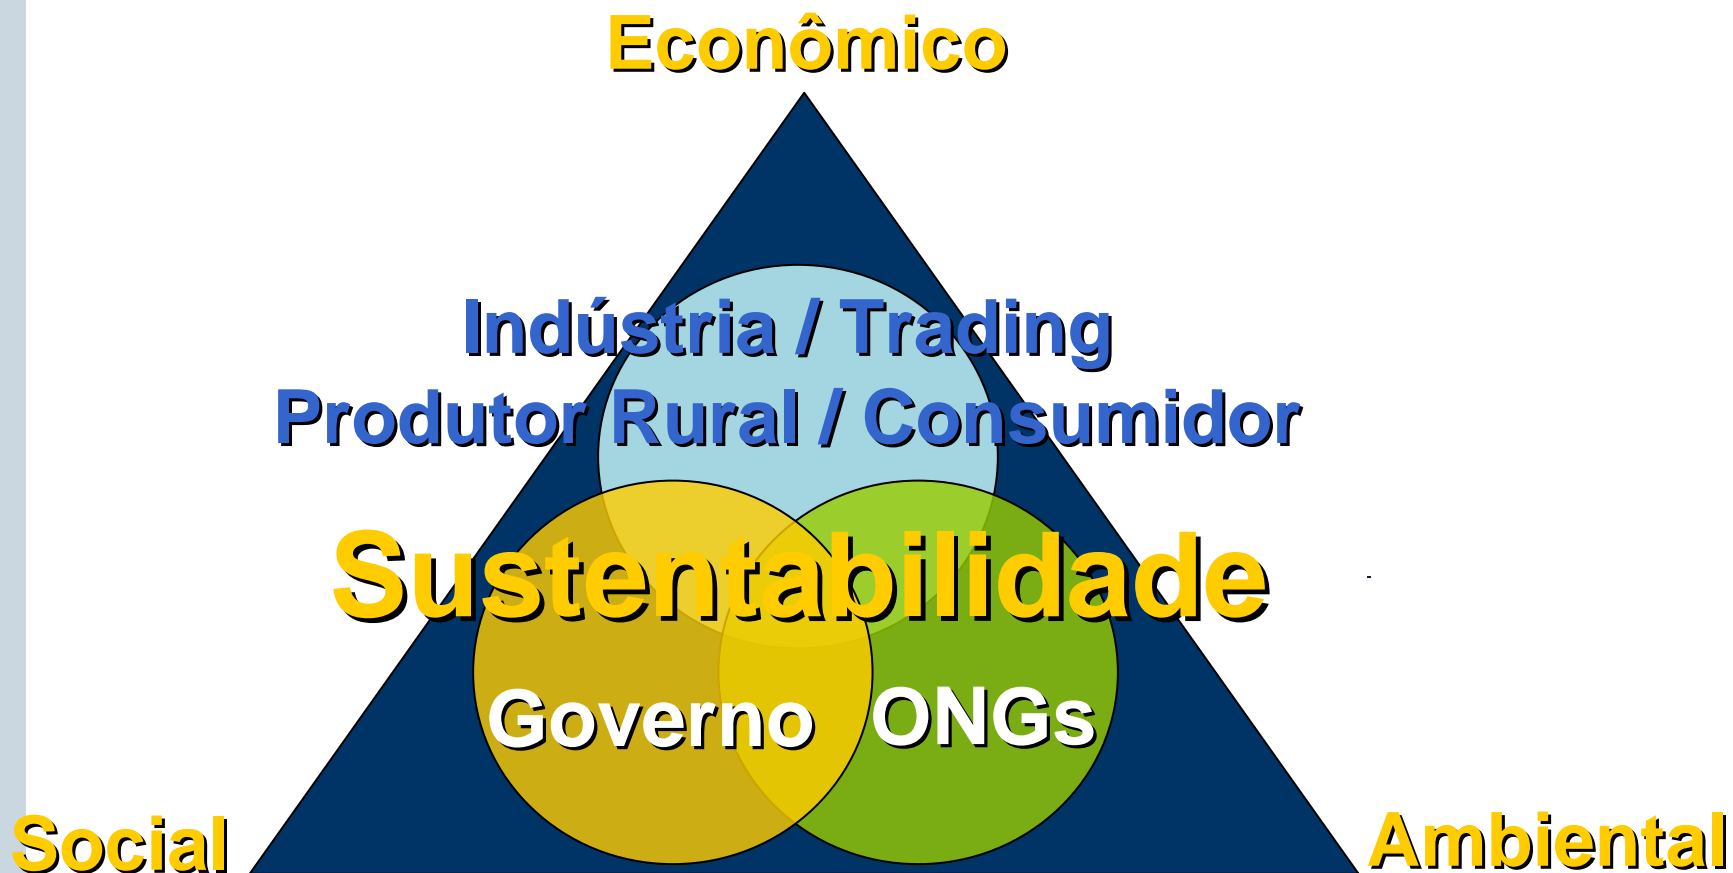 Econômico
Indústria / Trading
Produtor Rural / Consumidor
Sustentabilidade
Governo ONGs
Social Ambiental